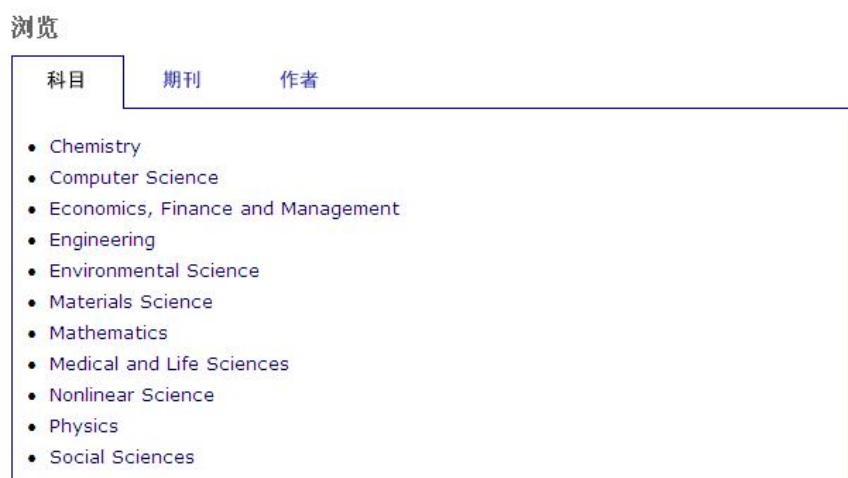 浏览
科目 期刊 作者
Chemistry
Computer Science
Economics, Finance and Management
Engineering
Environmental Science
Materials Science
Mathematics
Medical and Life Sciences
Nonlinear Science
Physics
Social Sciences